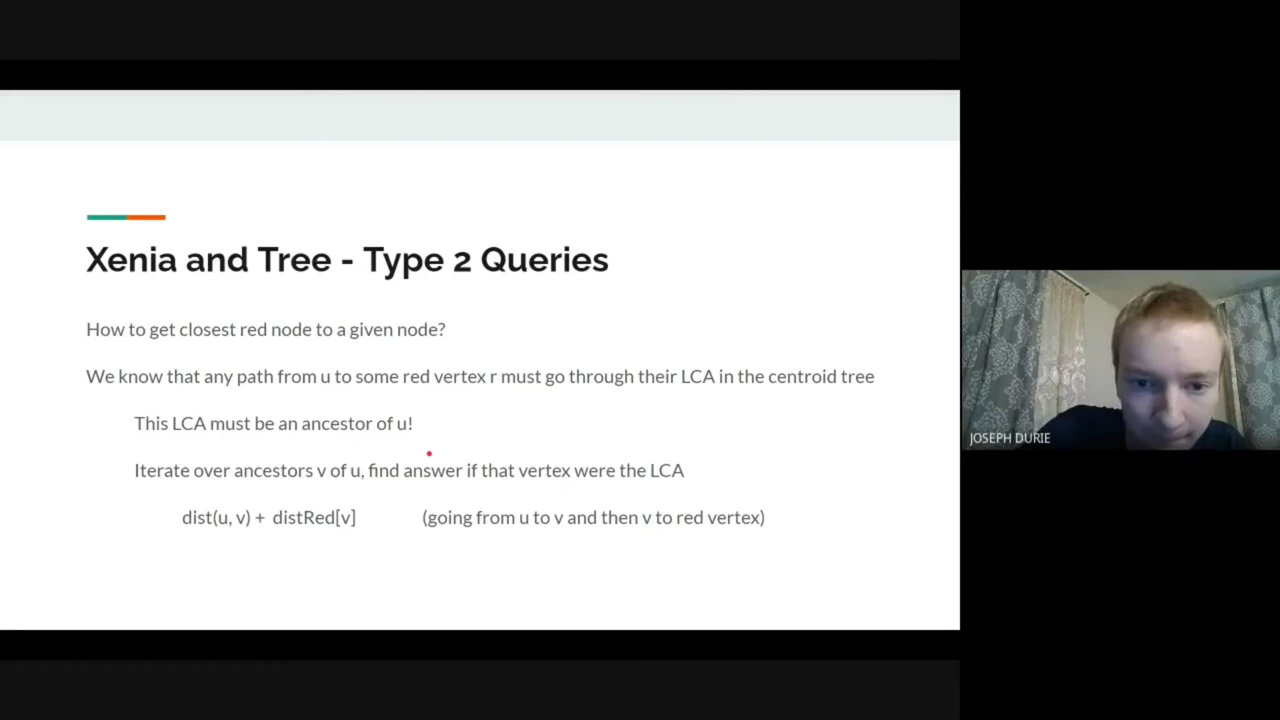 Xenia and Tree - Type 2 Queries
How to get closest red node to a given node?
We know that any path from u to some red vertex r must go through their LCA in the centroid tree
This LCA must be an ancestor of u!
Iterate over ancestors v of u, find answer if that vertex were the LCA
dist(u, v) + distRed[v] (going from u to v and then v to red vertex)
JOSEPH DURIE